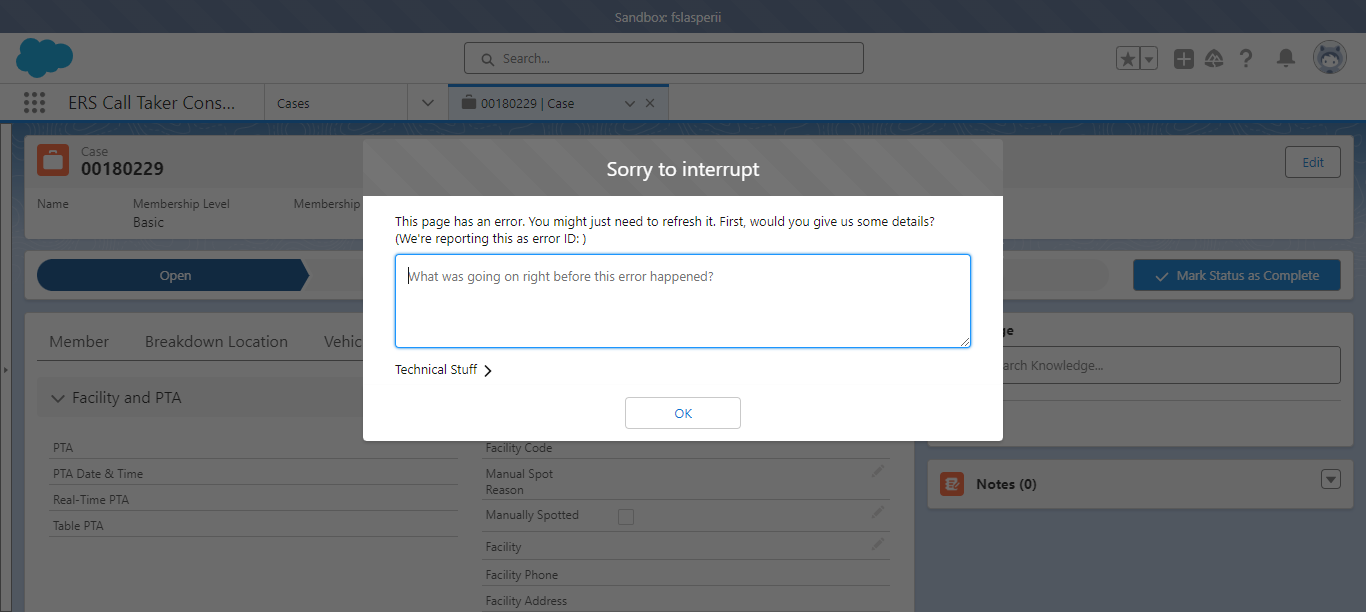 Sandbox: fslasperii
Search...
ERS Call Taker Cons...
Cases
00180229 | Case
Case
00180229
Edit
Name
Membership Level
Membership
Basic
Sorry to interrupt
This page has an error. You might just need to refresh it. First, would you give us some details?
(We're reporting this as error ID: )
What was going on right before this error happened?
Technical Stuff
OK
Open
Mark Status as Complete
Member
Breakdown Location
Vehic
Facility and PTA
PTA
PTA Date & Time
Real-Time PTA
Table PTA
Facility Code
Manual Spot
Reason
Manually Spotted
Facility
Facility Phone
Facility Address
ge
arch Knowledge...
Notes (0)